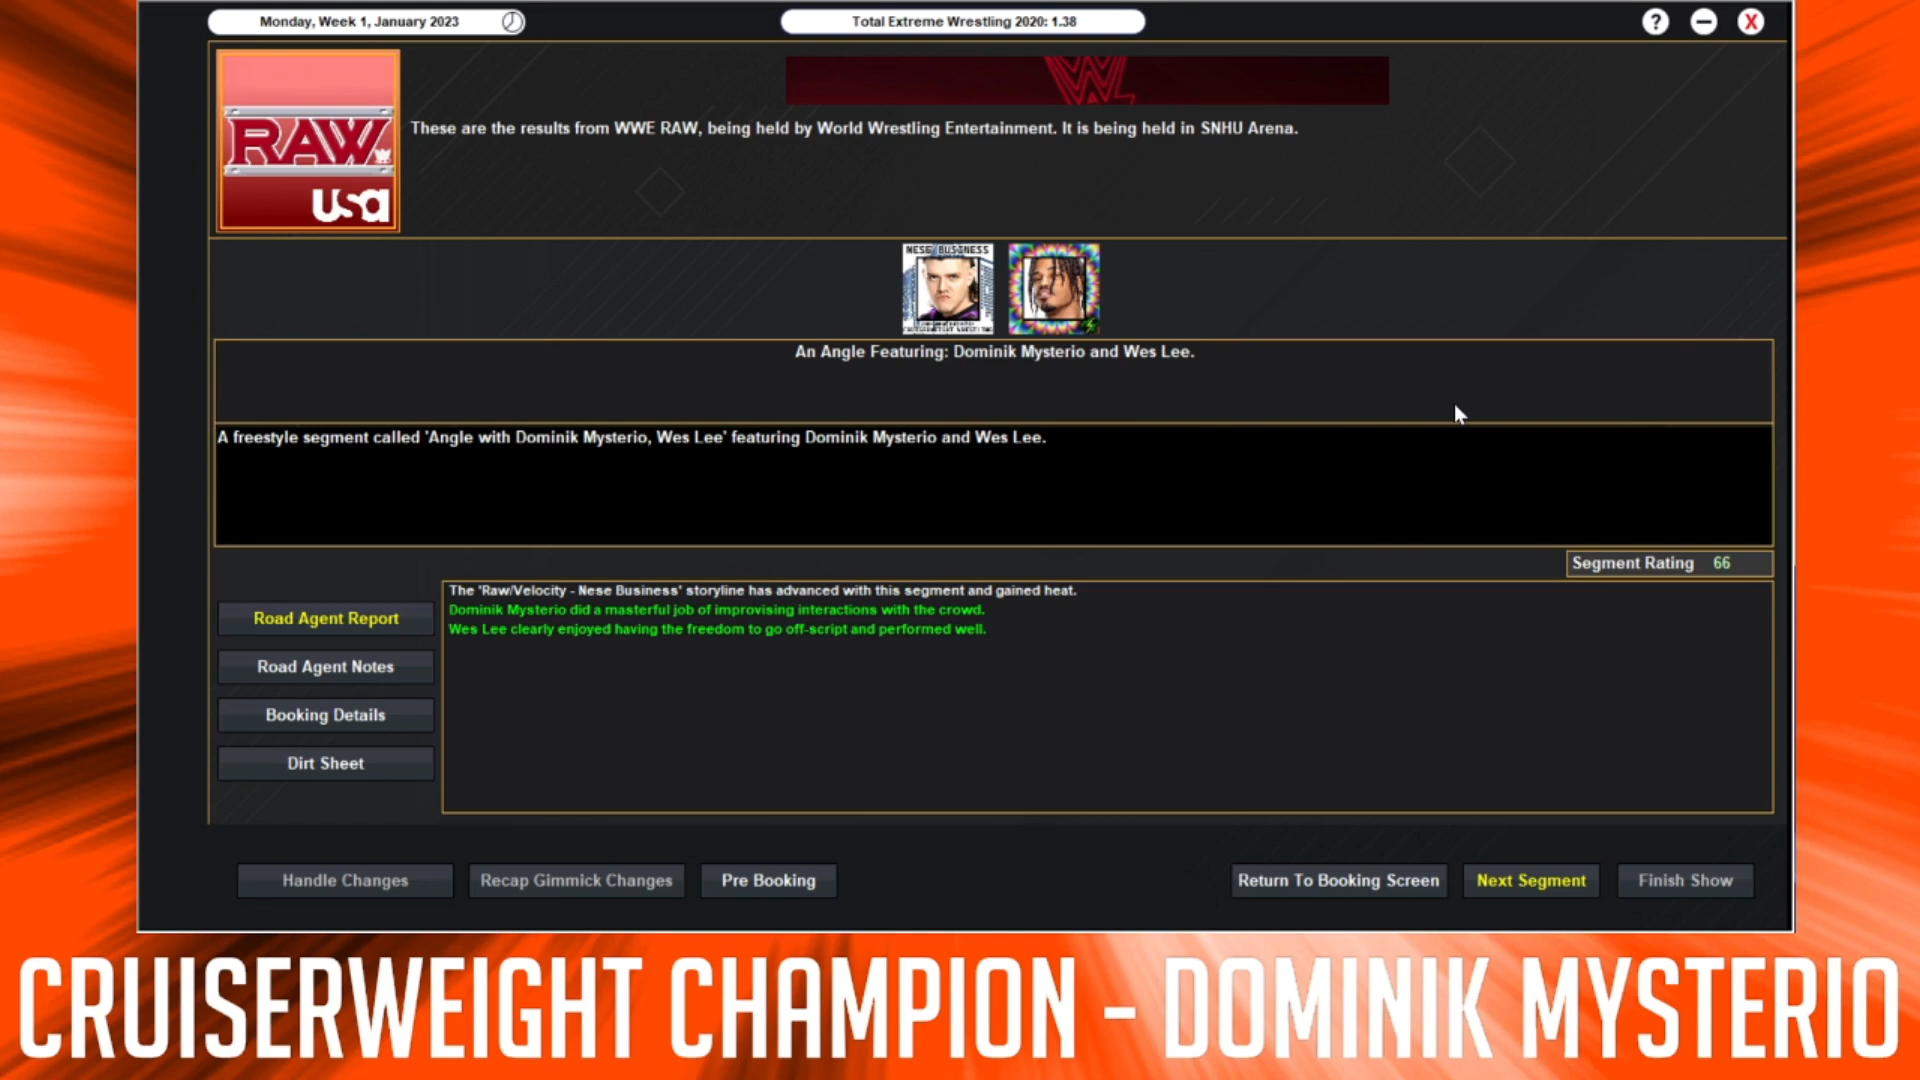 Monday, Week 1, January 2023
Total Extreme Wrestling 2020: 1.38
?
X
RAW
usa
These are the results from WWE RAW, being held by World Wrestling Entertainment. It is being held in SNHU Arena.
NESE BUSINESS
An Angle Featuring: Dominik Mysterio and Wes Lee.
A freestyle segment called 'Angle with Dominik Mysterio, Wes Lee' featuring Dominik Mysterio and Wes Lee.
Segment Rating 66
The 'Raw/Velocity - Nese Business' storyline has advanced with this segment and gained heat.
Dominik Mysterio did a masterful job of improvising interactions with the crowd.
Wes Lee clearly enjoyed having the freedom to go off-script and performed well.
Road Agent Report
Road Agent Notes
Booking Details
Dirt Sheet
Handle Changes
Recap Gimmick Changes
Pre Booking
Return To Booking Screen
Next Segment
Finish Show
CRUISERWEIGHT CHAMPION - DOMINIK MYSTERIO